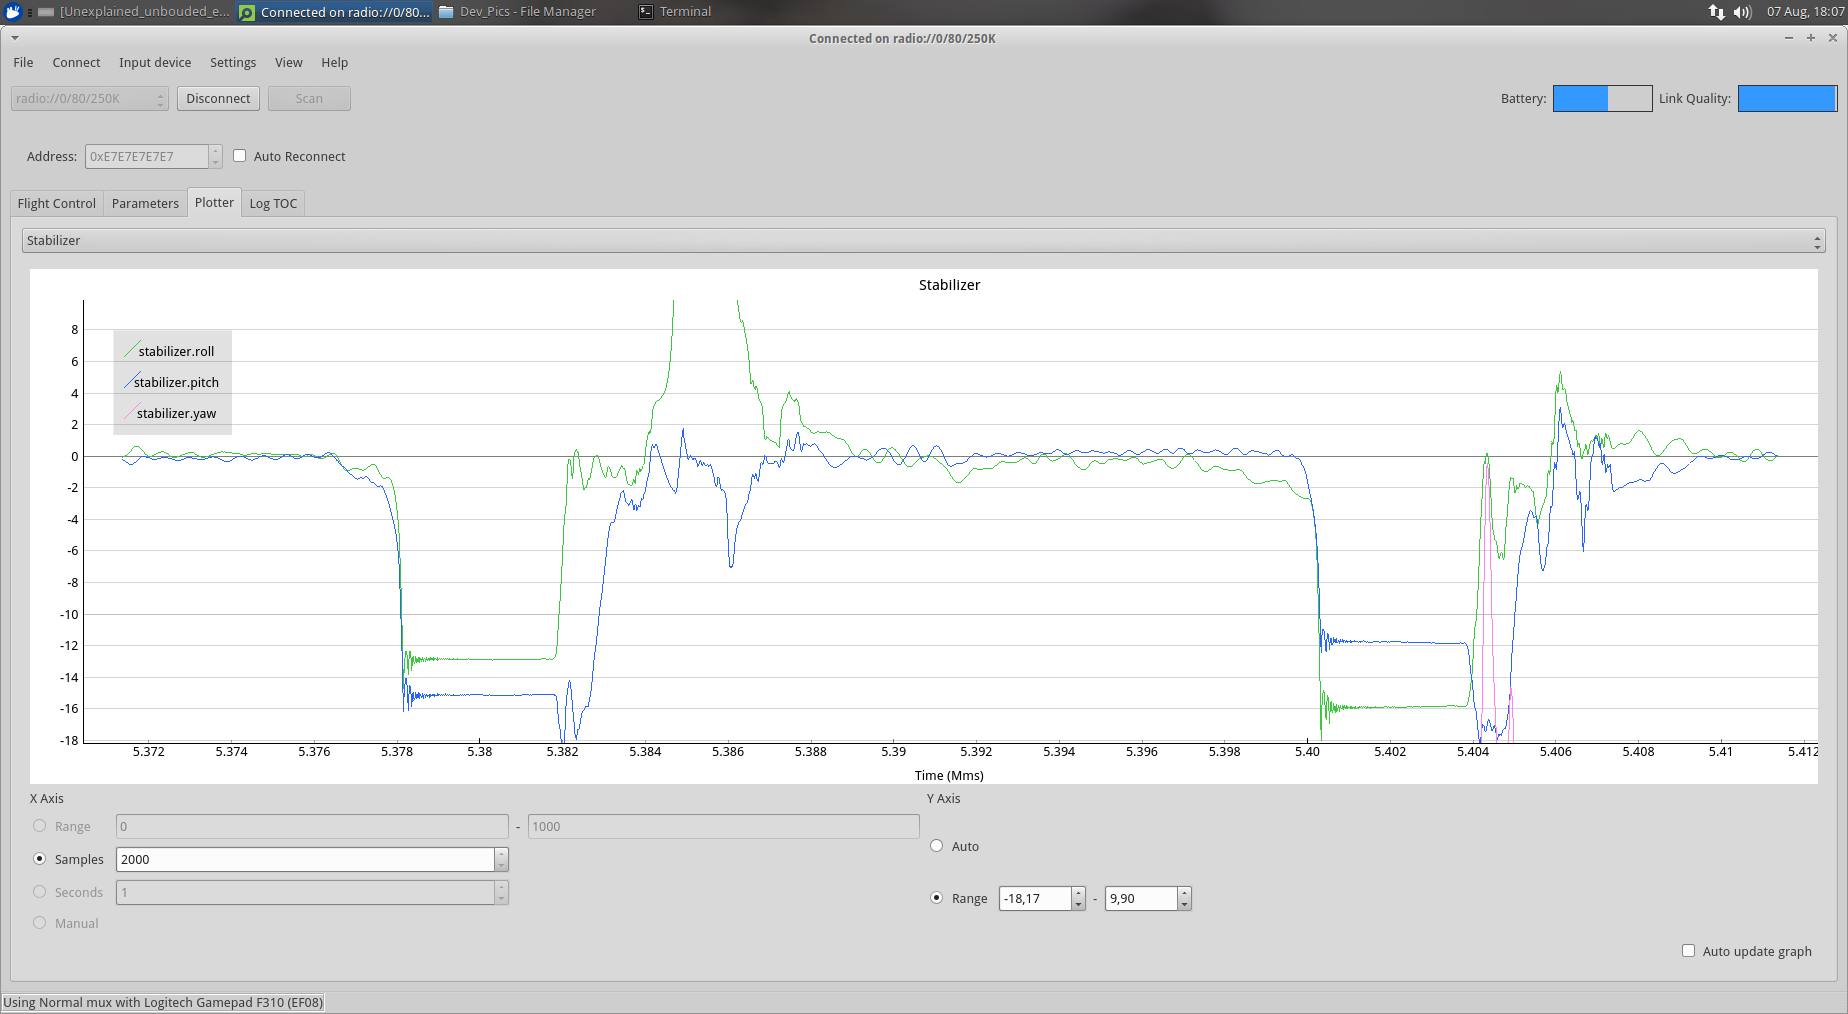 [Unexplained_unbouded_e... Connected on radio://0/80... Dev_Pics - File Manager Terminal 07 Aug, 18:07
Connected on radio://0/80/250K
File Connect Input device Settings View Help
radio://0/80/250K Disconnect Scan Battery: Link Quality:
Address: 0xE7E7E7E7E7 Auto Reconnect
Flight Control Parameters Plotter Log TOC
Stabilizer
Stabilizer
8
6
4
2
0
-2
-4
-6
-8
-10
-12
-14
-16
-18
stabilizer.roll
stabilizer.pitch
stabilizer.yaw
5.372 5.374 5.376 5.378 5.38 5.382 5.384 5.386 5.388 5.39 5.392 5.394 5.396 5.398 5.40 5.402 5.404 5.406 5.408 5.41 5.412
Time (Mms)
X Axis
Range 0 - 1000
Samples 2000
Seconds 1
Manual
Y Axis
Auto
Range -18,17 - 9,90
Auto update graph
Using Normal mux with Logitech Gamepad F310 (EF08)